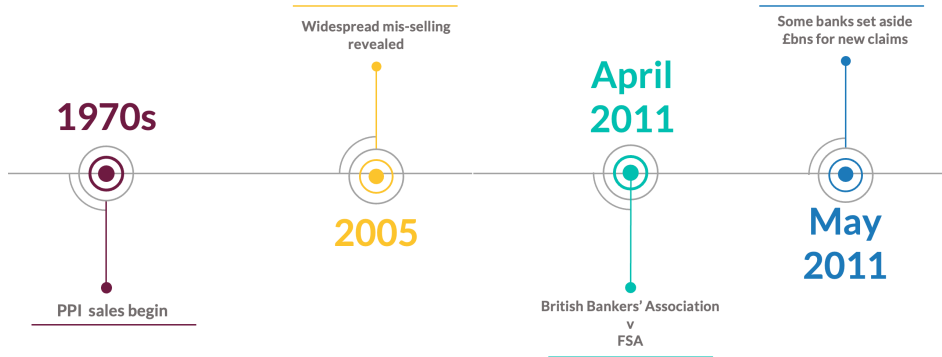 1970s
PPI sales begin
Widespread mis-selling
revealed
2005
April
2011
British Bankers' Association
v
FSA
Some banks set aside
£bns for new claims
May
2011